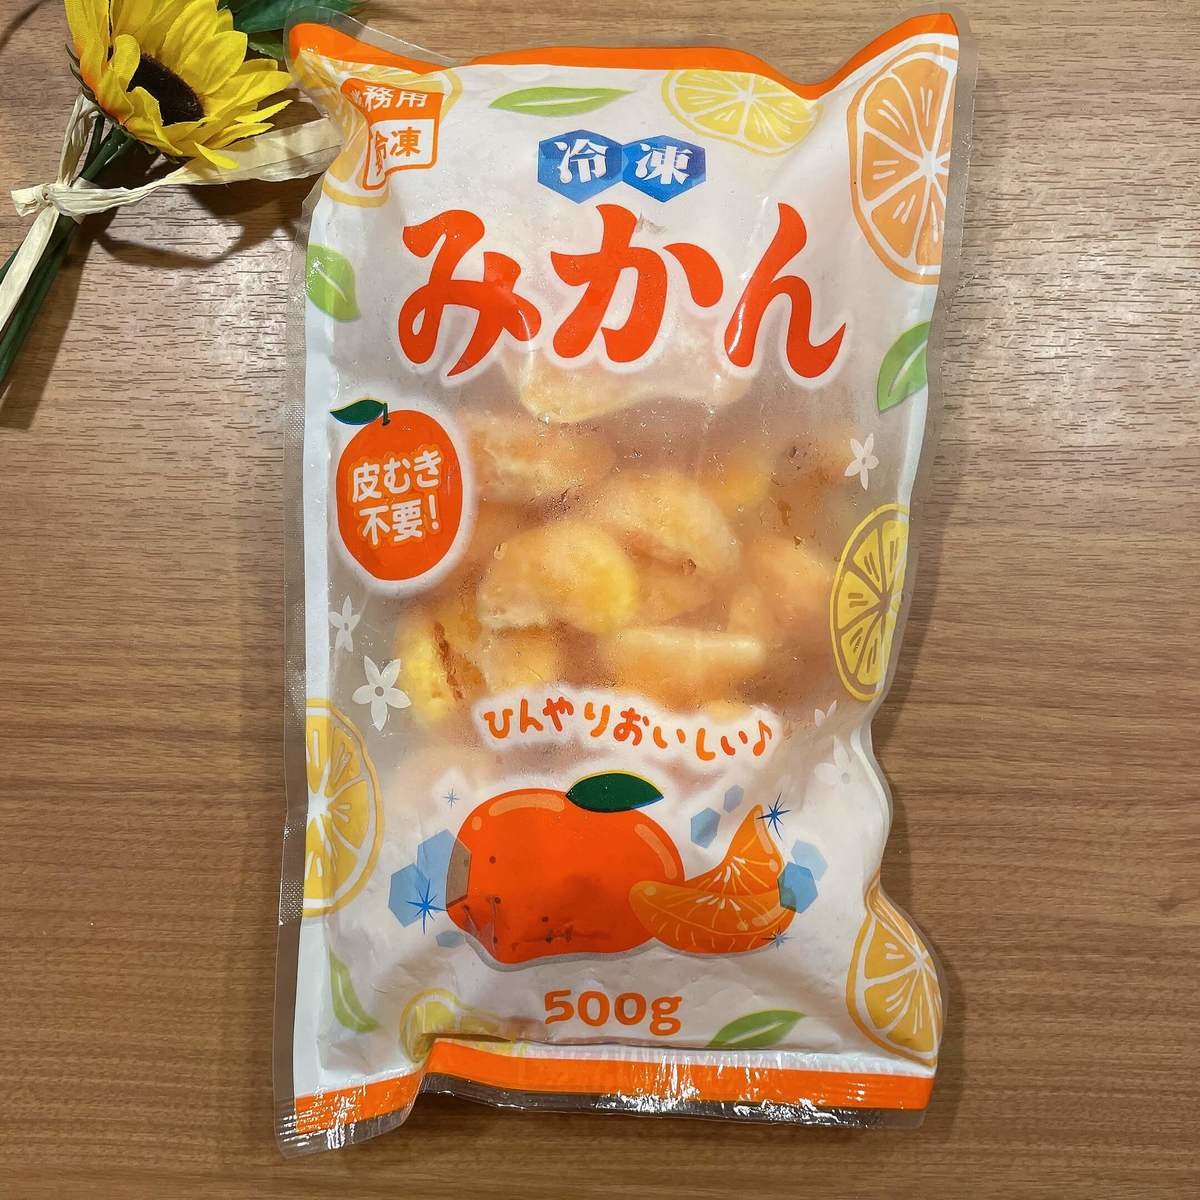 業務用
冷凍
冷凍
みかん
皮むき
不要!
ひんやりおいしい♪
500g